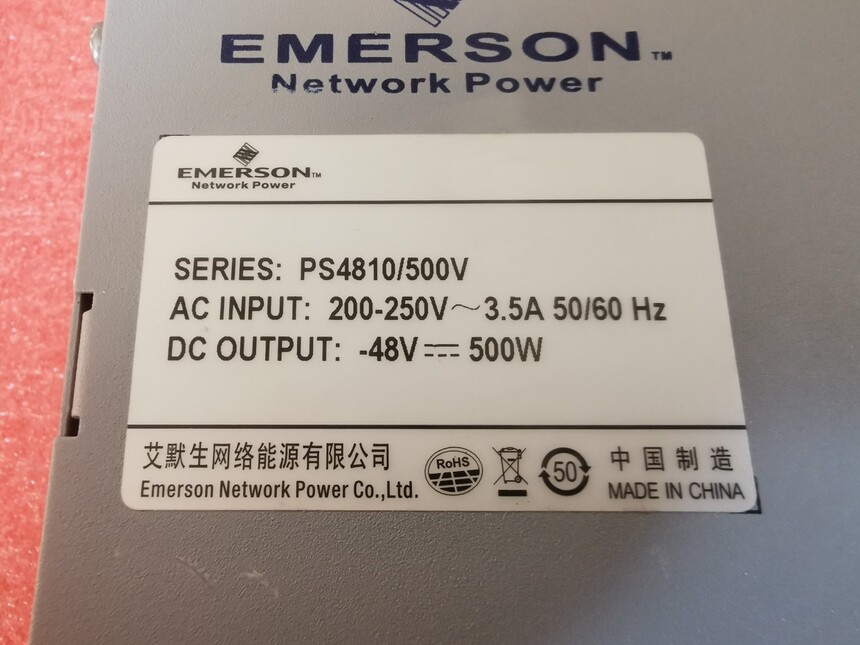 EMERSON™
Network Power
EMERSON™
Network Power
SERIES: PS4810/500V
AC INPUT: 200-250V～3.5A 50/60 Hz
DC OUTPUT: -48V⎓500W
艾默生网络能源有限公司
Emerson Network Power Co.,Ltd.
RoHS
50
中国制造
MADE IN CHINA